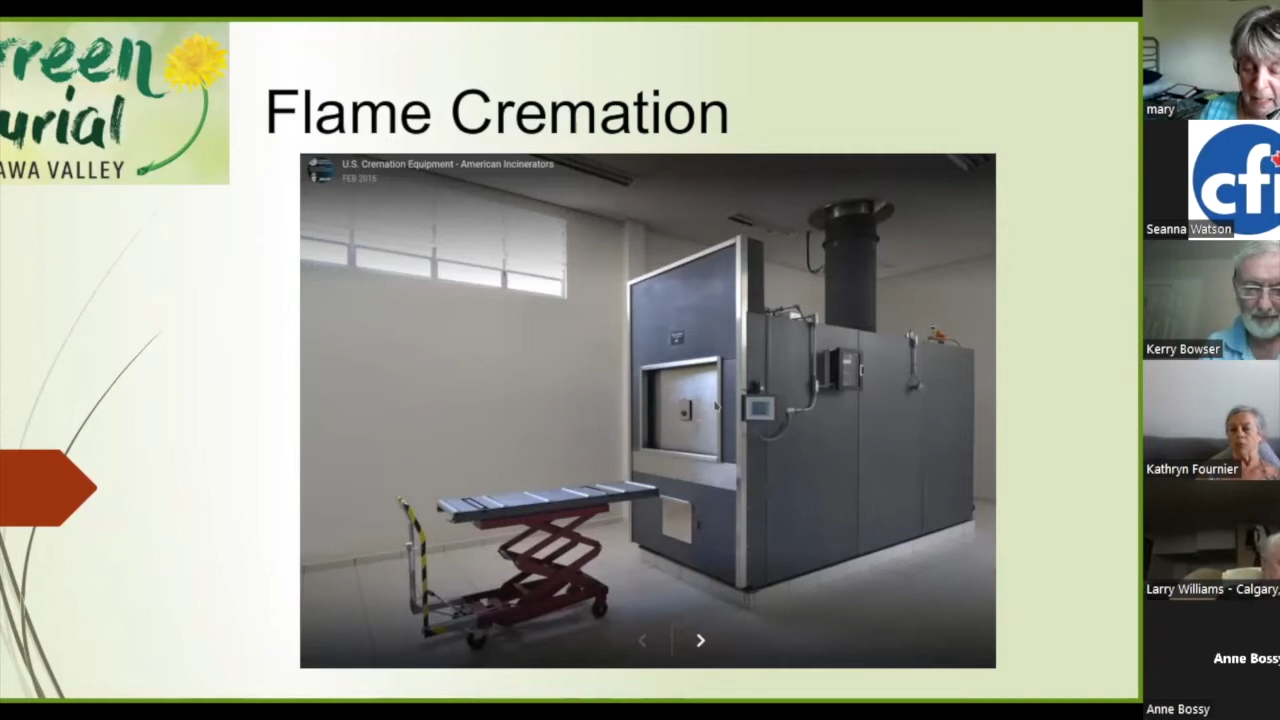 reen
urial
AWA VALLEY
Flame Cremation
U.S. Cremation Equipment - American Incinerators
FEB 2016
mary
cfi
Seanna Watson
Kerry Bowser
Kathryn Fournier
Larry Williams - Calgary,
Anne Bossy
Anne Bossy